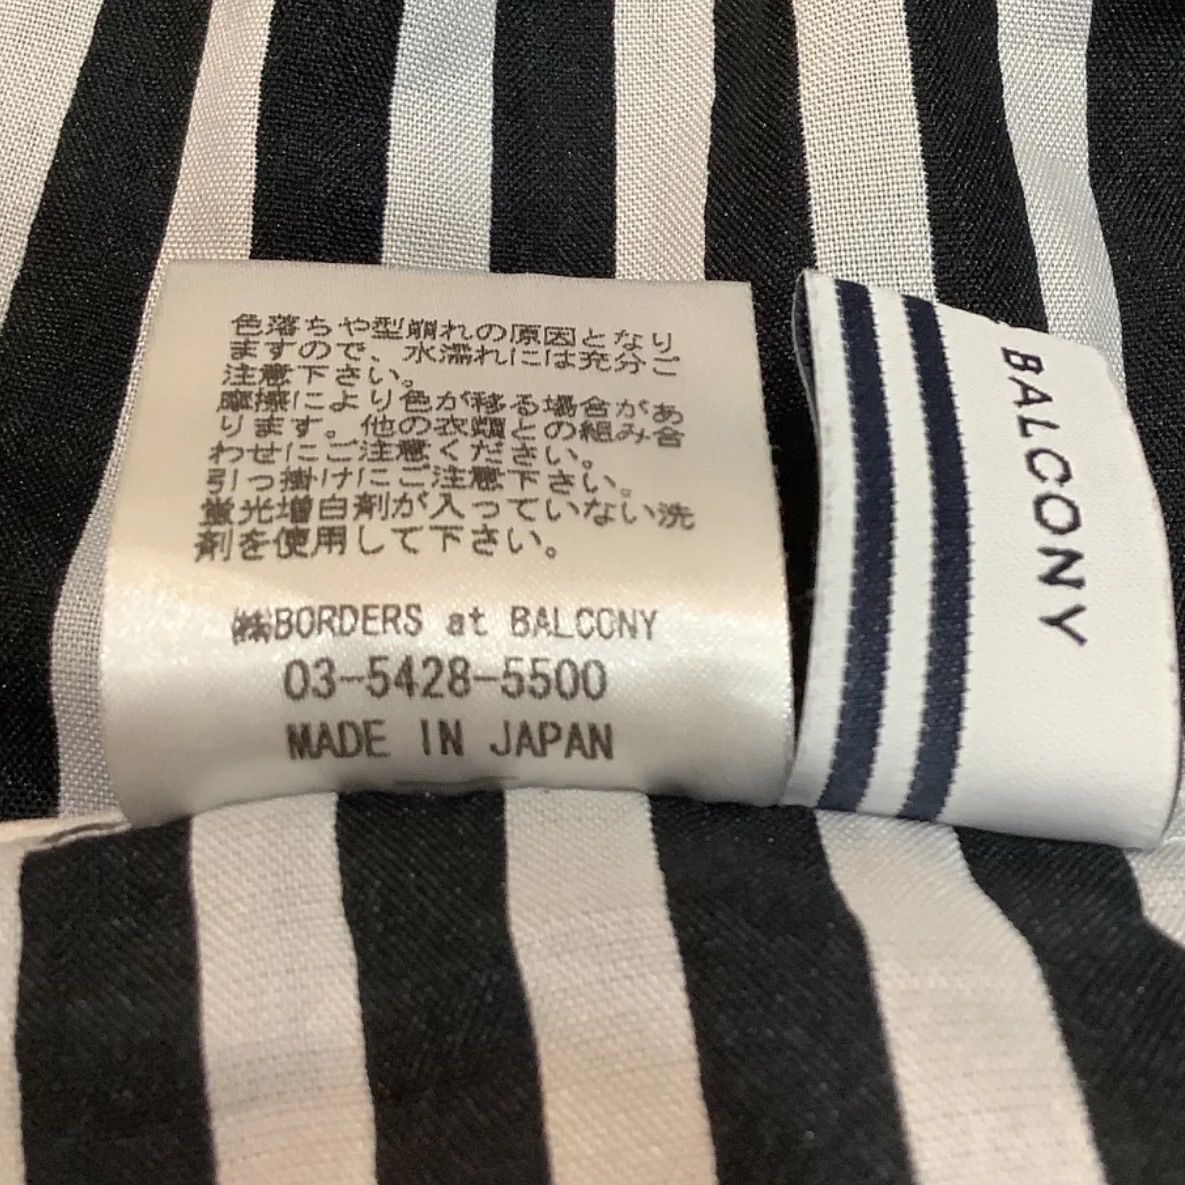 色落ちや型崩れの原因となり
ますので、水濡れには充分ご
注意下さい。
摩擦により色が移る場合があ
ります。他の衣類との組み合
わせにご注意ください。
引っ掛けにご注意下さい。
蛍光増白剤が入っていない洗
剤を使用して下さい。
㈱BORDERS at BALCONY
03-5428-5500
MADE IN JAPAN
BALCONY